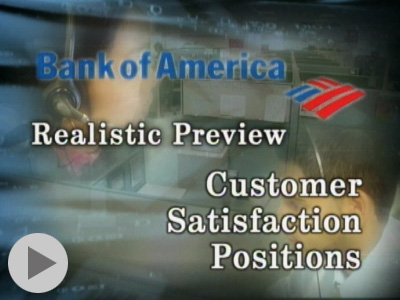 Bank of America
Realistic Preview
Customer
Satisfaction
Positions